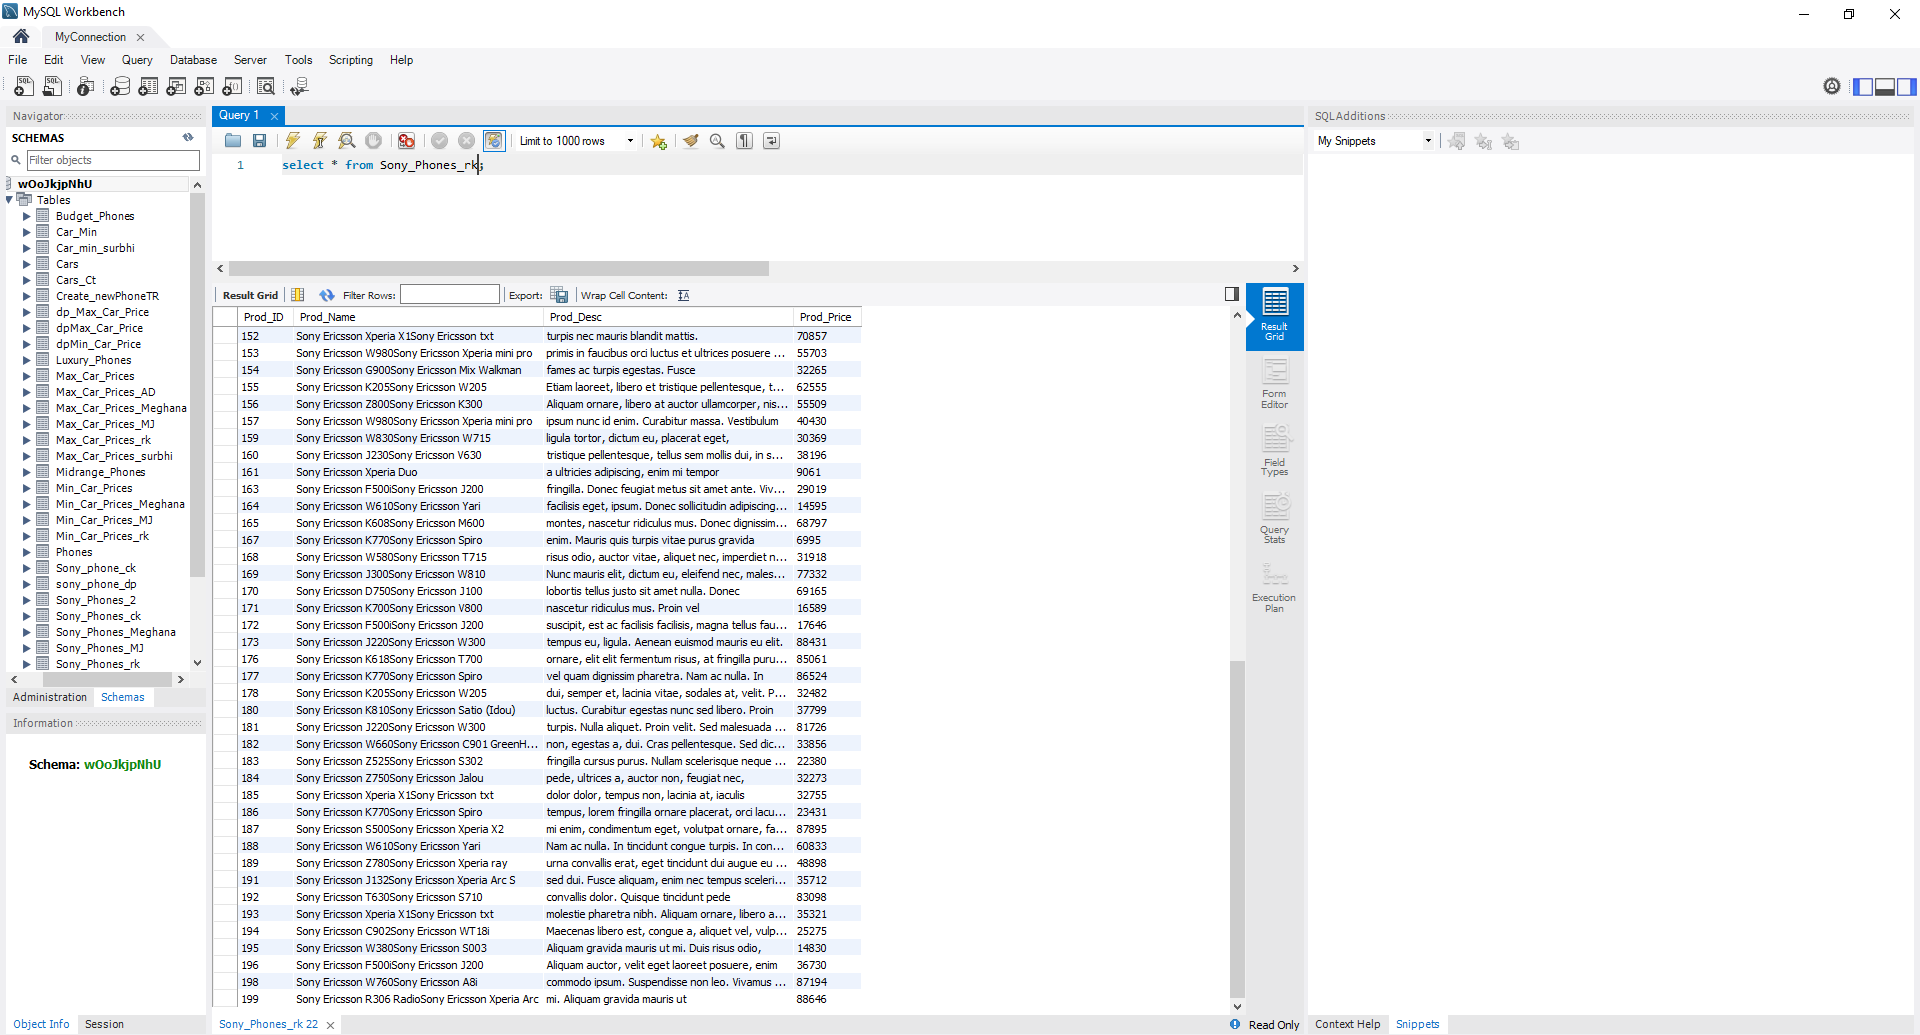 MySQL Workbench
MyConnection
File Edit View Query Database Server Tools Scripting Help
Navigator
SCHEMAS
Filter objects
wOoJkjpNhU
Tables
Budget_Phones
Car_Min
Car_min_surbhi
Cars
Cars_Ct
Create_newPhoneTR
dp_Max_Car_Price
dpMax_Car_Price
dpMin_Car_Price
Luxury_Phones
Max_Car_Prices
Max_Car_Prices_AD
Max_Car_Prices_Meghana
Max_Car_Prices_MJ
Max_Car_Prices_rk
Max_Car_Prices_surbhi
Midrange_Phones
Min_Car_Prices
Min_Car_Prices_Meghana
Min_Car_Prices_MJ
Min_Car_Prices_rk
Phones
Sony_phone_ck
sony_phone_dp
Sony_Phones_2
Sony_Phones_ck
Sony_Phones_Meghana
Sony_Phones_MJ
Sony_Phones_rk
Administration Schemas
Information
Schema: wOoJkjpNhU
Object Info Session
Query 1
Limit to 1000 rows
1 select * from Sony_Phones_rk;
Result Grid Filter Rows: Export: Wrap Cell Content:
Prod_ID Prod_Name Prod_Desc Prod_Price
152 Sony Ericsson Xperia X1Sony Ericsson txt turpis nec mauris blandit mattis. 70857
153 Sony Ericsson W980Sony Ericsson Xperia mini pro primis in faucibus orci luctus et ultrices posuere ... 55703
154 Sony Ericsson G900Sony Ericsson Mix Walkman fames ac turpis egestas. Fusce 32265
155 Sony Ericsson K205Sony Ericsson W205 Etiam laoreet, libero et tristique pellentesque, t... 62555
156 Sony Ericsson Z800Sony Ericsson K300 Aliquam ornare, libero at auctor ullamcorper, nis... 55509
157 Sony Ericsson W980Sony Ericsson Xperia mini pro ipsum nunc id enim. Curabitur massa. Vestibulum 40430
159 Sony Ericsson W830Sony Ericsson W715 ligula tortor, dictum eu, placerat eget, 30369
160 Sony Ericsson J230Sony Ericsson V630 tristique pellentesque, tellus sem mollis dui, in s... 38196
161 Sony Ericsson Xperia Duo a ultricies adipiscing, enim mi tempor 9061
163 Sony Ericsson F500iSony Ericsson J200 fringilla. Donec feugiat metus sit amet ante. Viv... 29019
164 Sony Ericsson W610Sony Ericsson Yari facilisis eget, ipsum. Donec sollicitudin adipiscing... 14595
165 Sony Ericsson K608Sony Ericsson M600 montes, nascetur ridiculus mus. Donec dignissim... 68797
167 Sony Ericsson K770Sony Ericsson Spiro enim. Mauris quis turpis vitae purus gravida 6995
168 Sony Ericsson W580Sony Ericsson T715 risus odio, auctor vitae, aliquet nec, imperdiet n... 31918
169 Sony Ericsson J300Sony Ericsson W810 Nunc mauris elit, dictum eu, eleifend nec, males... 77332
170 Sony Ericsson D750Sony Ericsson J100 lobortis tellus justo sit amet nulla. Donec 69165
171 Sony Ericsson K700Sony Ericsson V800 nascetur ridiculus mus. Proin vel 16589
172 Sony Ericsson F500iSony Ericsson J200 suscipit, est ac facilisis facilisis, magna tellus fau... 17646
173 Sony Ericsson J220Sony Ericsson W300 tempus eu, ligula. Aenean euismod mauris eu elit. 88431
176 Sony Ericsson K618Sony Ericsson T700 ornare, elit elit fermentum risus, at fringilla puru... 85061
177 Sony Ericsson K770Sony Ericsson Spiro vel quam dignissim pharetra. Nam ac nulla. In 86524
178 Sony Ericsson K205Sony Ericsson W205 dui, semper et, lacinia vitae, sodales at, velit. P... 32482
180 Sony Ericsson K810Sony Ericsson Satio (Idou) luctus. Curabitur egestas nunc sed libero. Proin 37799
181 Sony Ericsson J220Sony Ericsson W300 turpis. Nulla aliquet. Proin velit. Sed malesuada ... 81726
182 Sony Ericsson W660Sony Ericsson C901 GreenH... non, egestas a, dui. Cras pellentesque. Sed dic... 33856
183 Sony Ericsson Z525Sony Ericsson S302 fringilla cursus purus. Nullam scelerisque neque ... 22380
184 Sony Ericsson Z750Sony Ericsson Jalou pede, ultrices a, auctor non, feugiat nec, 32273
185 Sony Ericsson Xperia X1Sony Ericsson txt dolor dolor, tempus non, lacinia at, iaculis 32755
186 Sony Ericsson K770Sony Ericsson Spiro tempus, lorem fringilla ornare placerat, orci lacu... 23431
187 Sony Ericsson S500Sony Ericsson Xperia X2 mi enim, condimentum eget, volutpat ornare, fa... 87895
188 Sony Ericsson W610Sony Ericsson Yari Nam ac nulla. In tincidunt congue turpis. In con... 60833
189 Sony Ericsson Z780Sony Ericsson Xperia ray urna convallis erat, eget tincidunt dui augue eu ... 48898
191 Sony Ericsson J132Sony Ericsson Xperia Arc S sed dui. Fusce aliquam, enim nec tempus sceleri... 35712
192 Sony Ericsson T630Sony Ericsson S710 convallis dolor. Quisque tincidunt pede 83098
193 Sony Ericsson Xperia X1Sony Ericsson txt molestie pharetra nibh. Aliquam ornare, libero a... 35321
194 Sony Ericsson C902Sony Ericsson WT18i Maecenas libero est, congue a, aliquet vel, vulp... 25275
195 Sony Ericsson W380Sony Ericsson S003 Aliquam gravida mauris ut mi. Duis risus odio, 14830
196 Sony Ericsson F500iSony Ericsson J200 Aliquam auctor, velit eget laoreet posuere, enim 36730
198 Sony Ericsson W760Sony Ericsson A8i commodo ipsum. Suspendisse non leo. Vivamus ... 87194
199 Sony Ericsson R306 RadioSony Ericsson Xperia Arc mi. Aliquam gravida mauris ut 88646
Sony_Phones_rk 22
Read Only
Result
Grid
Form
Editor
Field
Types
Query
Stats
Execution
Plan
SQLAdditions
My Snippets
Context Help Snippets